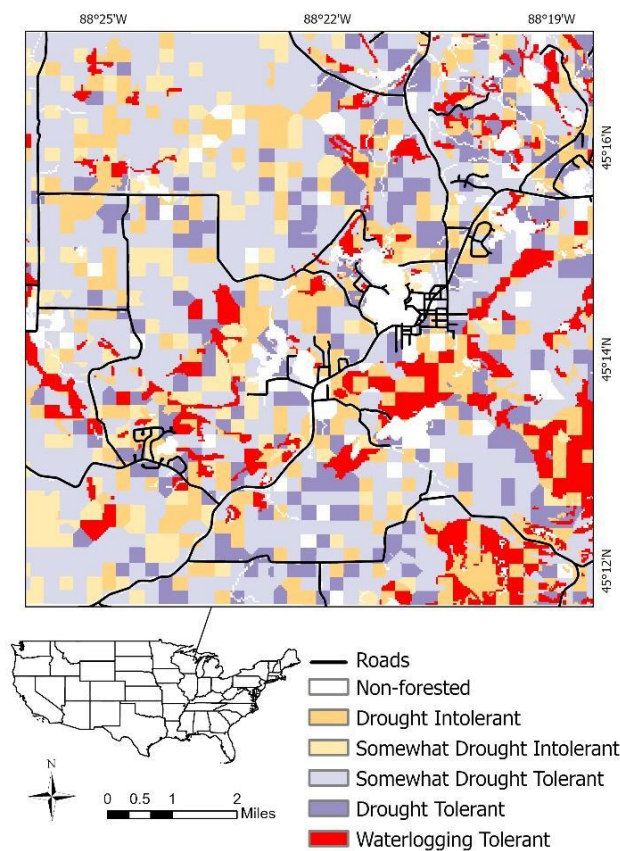 88°25'W 88°22'W 88°19'W
45°16'N
45°14'N
45°12'N
Roads
Non-forested
Drought Intolerant
Somewhat Drought Intolerant
Somewhat Drought Tolerant
Drought Tolerant
Waterlogging Tolerant
N
0 0.5 1 2
Miles